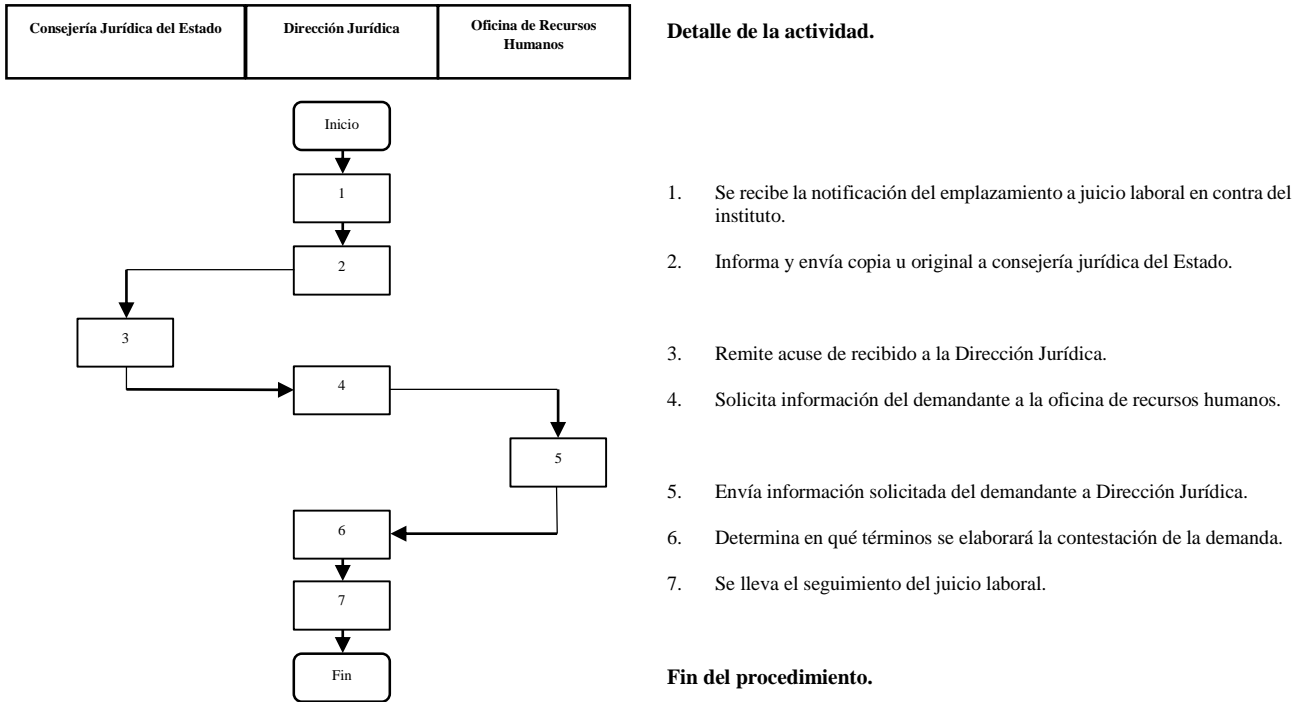 Consejería Jurídica del Estado
Dirección Jurídica
Oficina de Recursos
Humanos
Detalle de la actividad.
Inicio
1
2
3
4
5
6
7
Fin
1. Se recibe la notificación del emplazamiento a juicio laboral en contra del
instituto.
2. Informa y envía copia u original a consejería jurídica del Estado.
3. Remite acuse de recibido a la Dirección Jurídica.
4. Solicita información del demandante a la oficina de recursos humanos.
5. Envía información solicitada del demandante a Dirección Jurídica.
6. Determina en qué términos se elaborará la contestación de la demanda.
7. Se lleva el seguimiento del juicio laboral.
Fin del procedimiento.